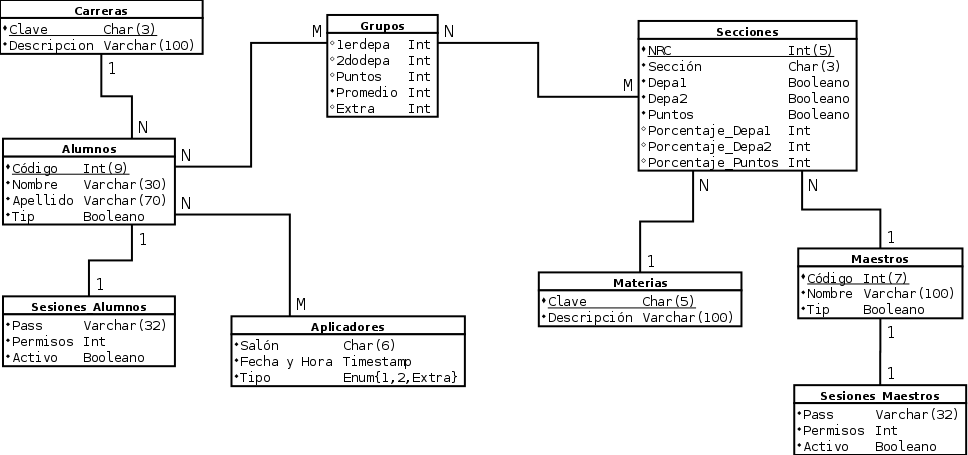 Carreras
Clave Char(3)
Descripcion Varchar(100)
1
N
Alumnos
Código Int(9)
Nombre Varchar(30)
Apellido Varchar(70)
Tip Booleano
N
M
Grupos
1erdepa Int
2dodepa Int
Puntos Int
Promedio Int
Extra Int
N
M
Secciones
NRC Int(5)
Sección Char(3)
Depa1 Booleano
Depa2 Booleano
Puntos Booleano
Porcentaje_Depa1 Int
Porcentaje_Depa2 Int
Porcentaje_Puntos Int
1
1
Sesiones Alumnos
Pass Varchar(32)
Permisos Int
Activo Booleano
N
M
Aplicadores
Salón Char(6)
Fecha y Hora Timestamp
Tipo Enum{1,2,Extra}
N
1
Materias
Clave Char(5)
Descripción Varchar(100)
N
1
Maestros
Código Int(7)
Nombre Varchar(100)
Tip Booleano
1
1
Sesiones Maestros
Pass Varchar(32)
Permisos Int
Activo Booleano